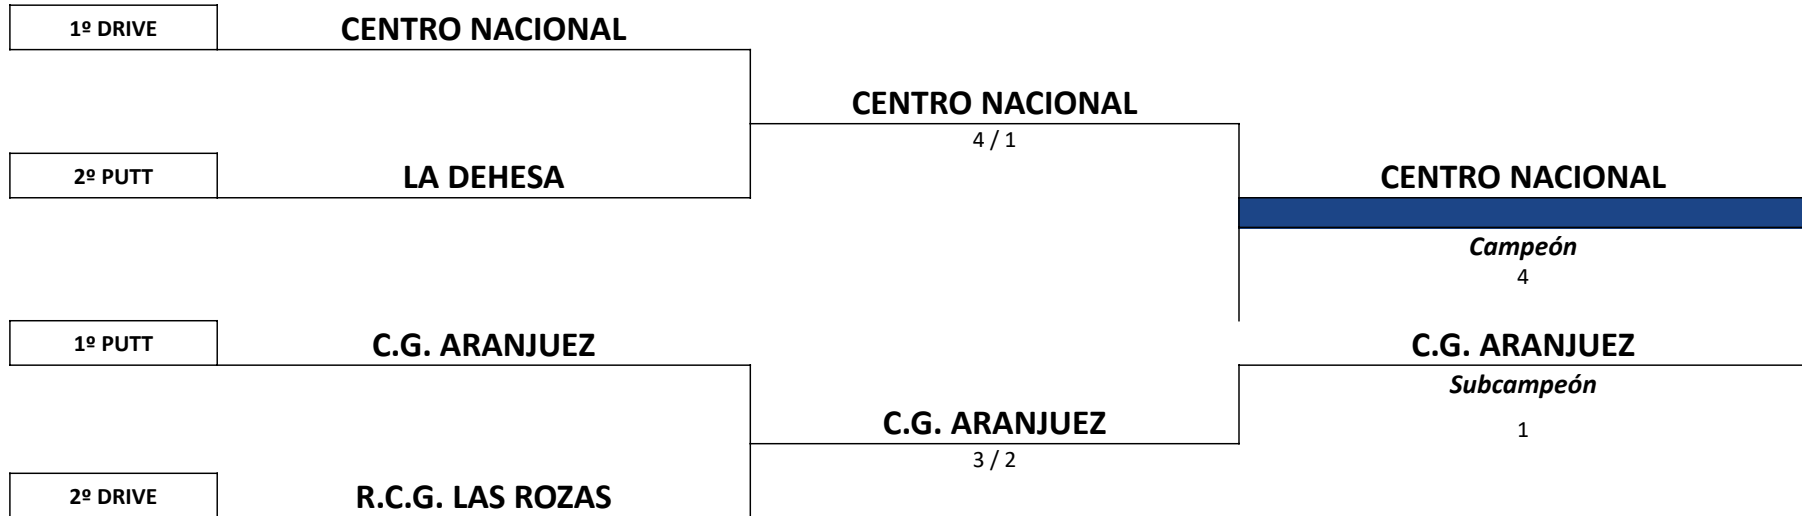 1º DRIVE CENTRO NACIONAL
CENTRO NACIONAL
4 / 1
2º PUTT LA DEHESA CENTRO NACIONAL
Campeón
4
1º PUTT C.G. ARANJUEZ C.G. ARANJUEZ
Subcampeón
C.G. ARANJUEZ
1
3 / 2
2º DRIVE R.C.G. LAS ROZAS